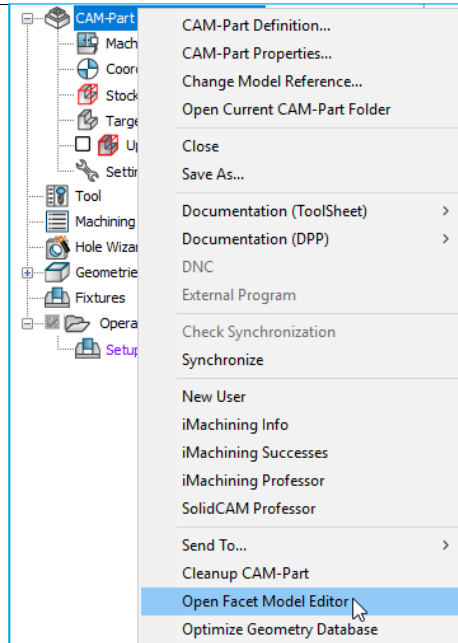 CAM-Part
Mach
Coor
Stock
Targe
Up
Settin
Tool
Machining
Hole Wizar
Geometrie
Fixtures
Opera
Setup
CAM-Part Definition...
CAM-Part Properties...
Change Model Reference...
Open Current CAM-Part Folder
Close
Save As...
Documentation (ToolSheet)
Documentation (DPP)
DNC
External Program
Check Synchronization
Synchronize
New User
iMachining Info
iMachining Successes
iMachining Professor
SolidCAM Professor
Send To...
Cleanup CAM-Part
Open Facet Model Editor
Optimize Geometry Database